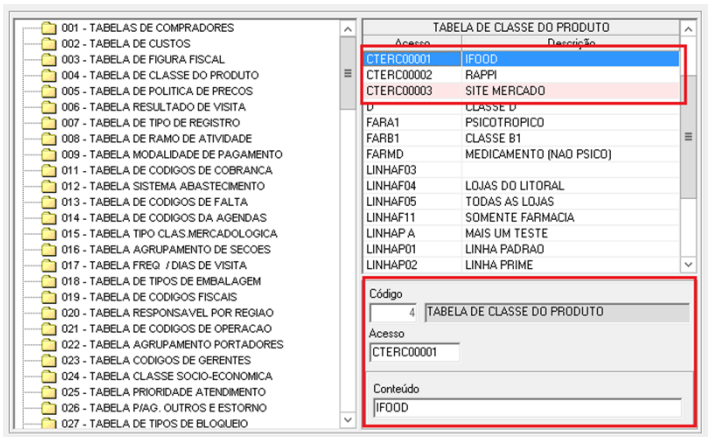 001 - TABELAS DE COMPRADORES
002 - TABELA DE CUSTOS
003 - TABELA DE FIGURA FISCAL
004 - TABELA DE CLASSE DO PRODUTO
005 - TABELA DE POLITICA DE PRECOS
006 - TABELA RESULTADO DE VISITA
007 - TABELA DE TIPO DE REGISTRO
008 - TABELA DE RAMO DE ATIVIDADE
009 - TABELA MODALIDADE DE PAGAMENTO
011 - TABELA DE CODIGOS DE COBRANCA
012 - TABELA SISTEMA ABASTECIMENTO
013 - TABELA DE CODIGOS DE FALTA
014 - TABELA DE CODIGOS DA AGENDAS
015 - TABELA TIPO CLAS.MERCADOLOGICA
016 - TABELA AGRUPAMENTO DE SECOES
017 - TABELA FREQ  / DIAS DE VISITA
018 - TABELA DE TIPOS DE EMBALAGEM
019 - TABELA DE CODIGOS FISCAIS
020 - TABELA RESPONSAVEL POR REGIAO
021 - TABELA DE CODIGOS DE OPERACAO
022 - TABELA AGRUPAMENTO PORTADORES
023 - TABELA CODIGOS DE GERENTES
024 - TABELA CLASSE SOCIO-ECONOMICA
025 - TABELA PRIORIDADE ATENDIMENTO
026 - TABELA P/AG. OUTROS E ESTORNO
027 - TABELA DE TIPOS DE BLOQUEIO
TABELA DE CLASSE DO PRODUTO
Acesso Descrição
CTERC00001 IFOOD
CTERC00002 RAPPI
CTERC00003 SITE MERCADO
D CLASSE D
FARA1 PSICOTROPICO
FARB1 CLASSE B1
FARMD MEDICAMENTO (NAO PSICO)
LINHAF03
LINHAF04 LOJAS DO LITORAL
LINHAF05 TODAS AS LOJAS
LINHAF11 SOMENTE FARMACIA
LINHAP A MAIS UM TESTE
LINHAP01 LINHA PADRAO
LINHAP02 LINHA PRIME
Código
4 TABELA DE CLASSE DO PRODUTO
Acesso
CTERC00001
Conteúdo
IFOOD